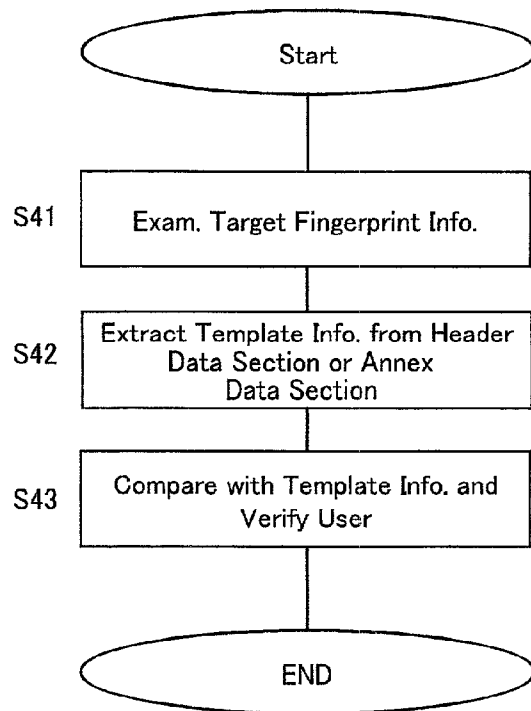 Start
S41
Exam. Target Fingerprint Info.
S42
Extract Template Info. from Header
Data Section or Annex
Data Section
S43
Compare with Template Info. and
Verify User
END